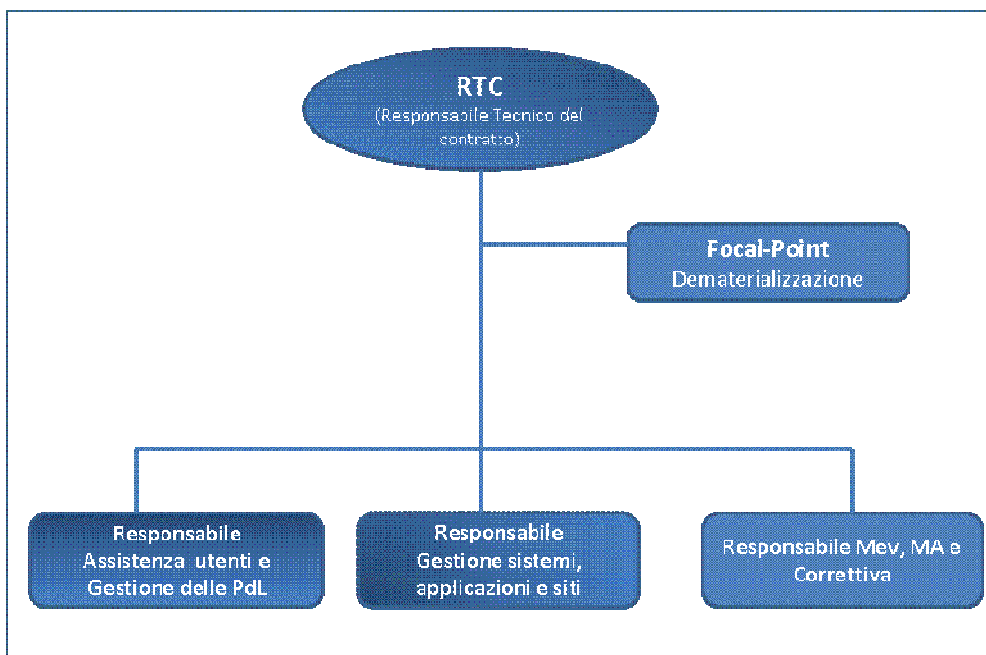 RTC
(Responsabile Tecnico del
contratto)
Focal-Point
Dematerializzazione
Responsabile
Assistenza utenti e
Gestione delle PdL
Responsabile
Gestione sistemi,
applicazioni e siti
Responsabile Mev, MA e
Correttiva